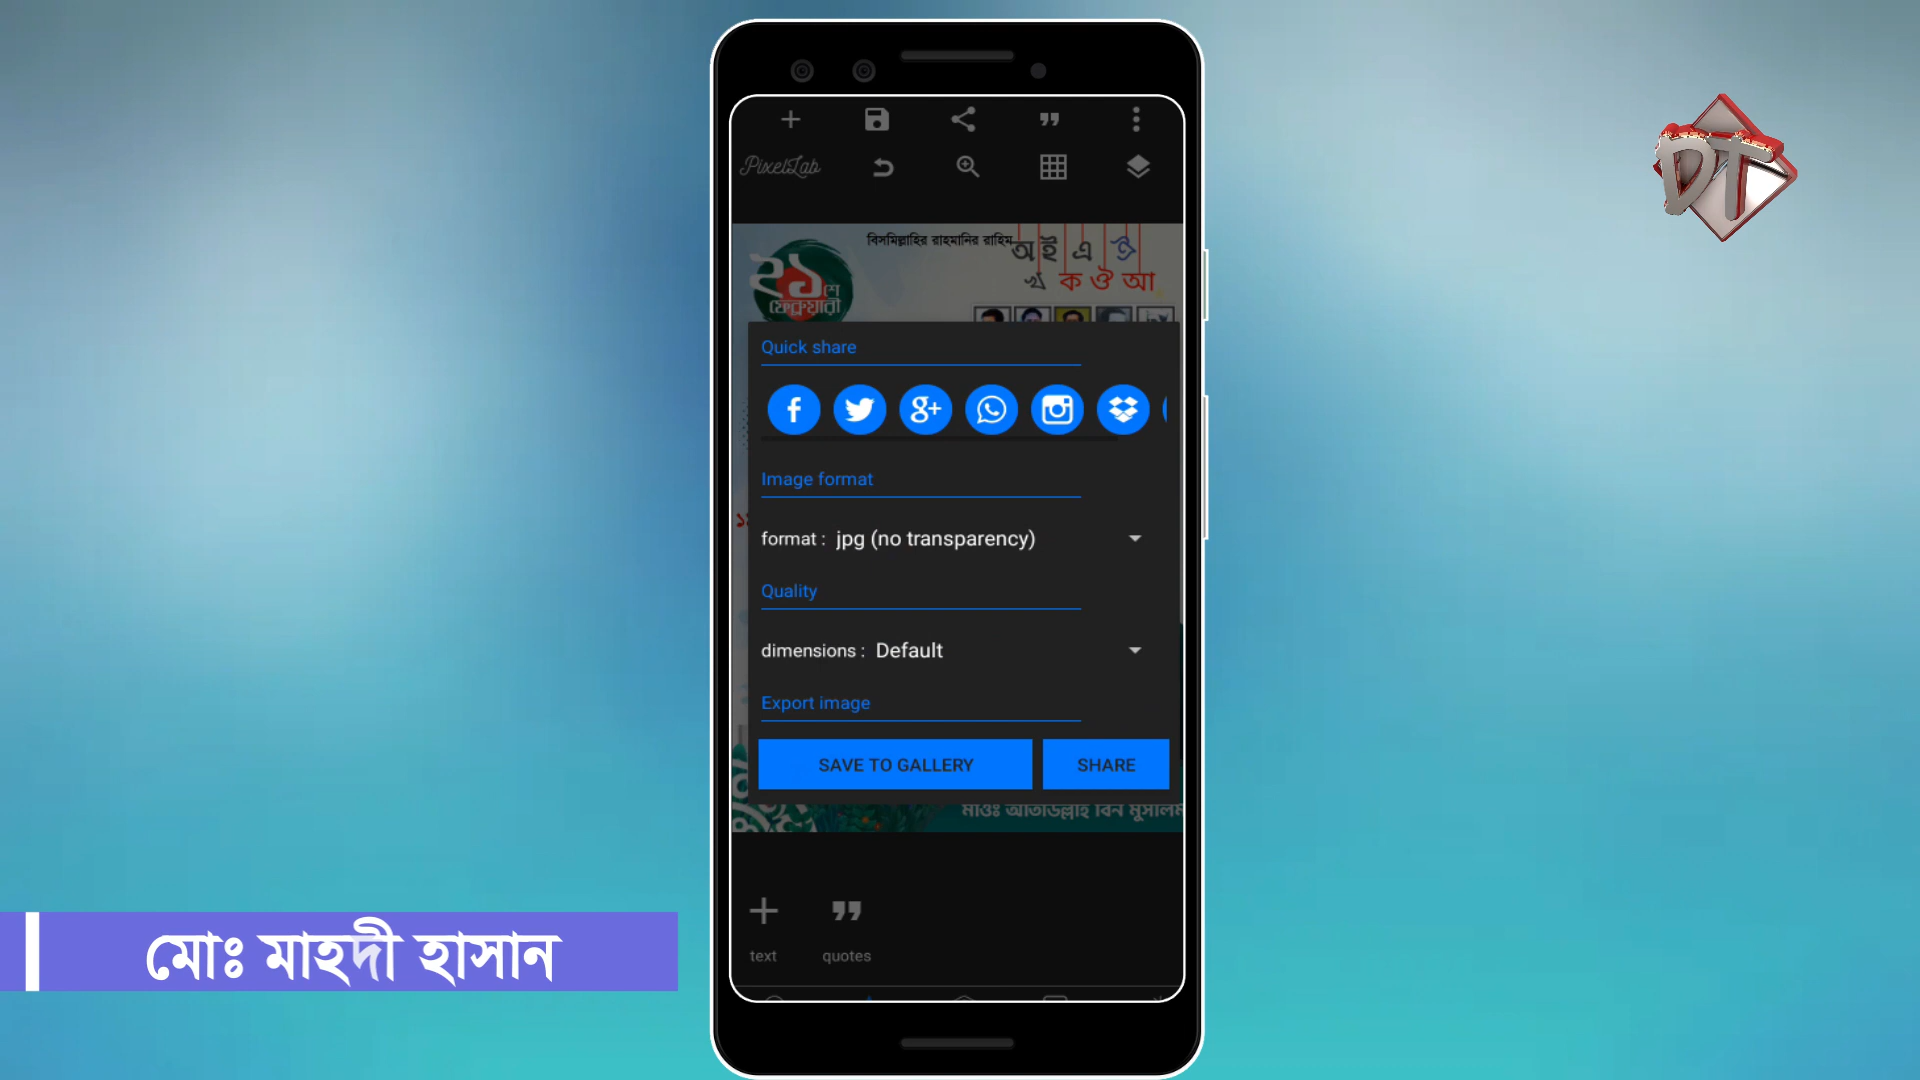 PixelLab
বিসমিল্লাহির রাহমানির রাহিম
অ ই এ ঐ
খ ক ঔ আ
২১শে
ফেব্রুয়ারী
Quick share
Image format
format : jpg (no transparency)
Quality
dimensions : Default
Export image
SAVE TO GALLERY SHARE
মাওঃ আতাউল্লাহ বিন মুসলিম
text quotes
DT
মোঃ মাহদী হাসান